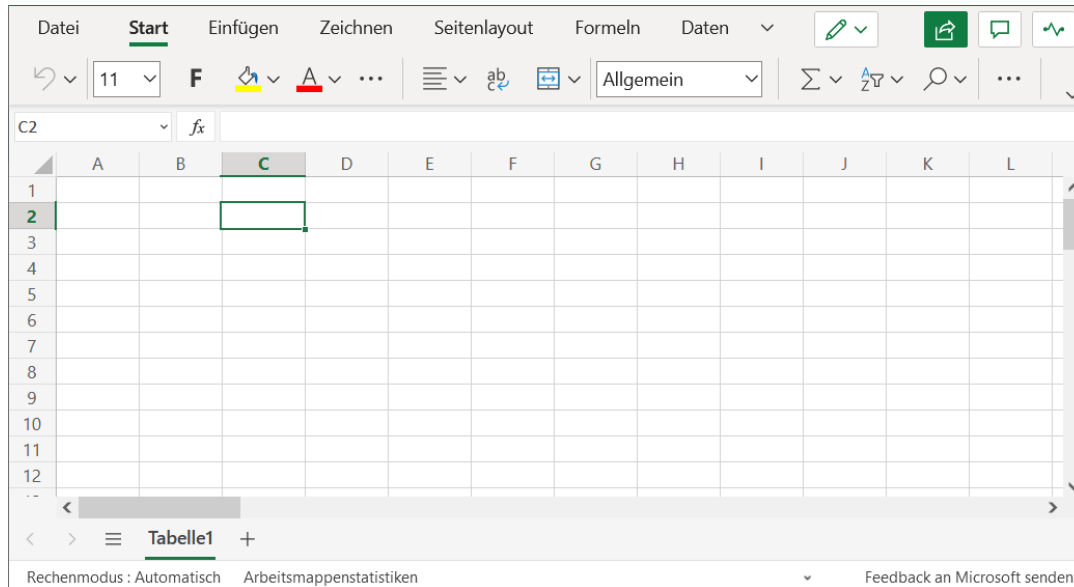 Datei Start Einfügen Zeichnen Seitenlayout Formeln Daten
11 F A ab c Allgemein Σ A Z
C2 fx
A B C D E F G H I J K L
1
2
3
4
5
6
7
8
9
10
11
12
Tabelle1
Rechenmodus : Automatisch Arbeitsmappenstatistiken Feedback an Microsoft senden